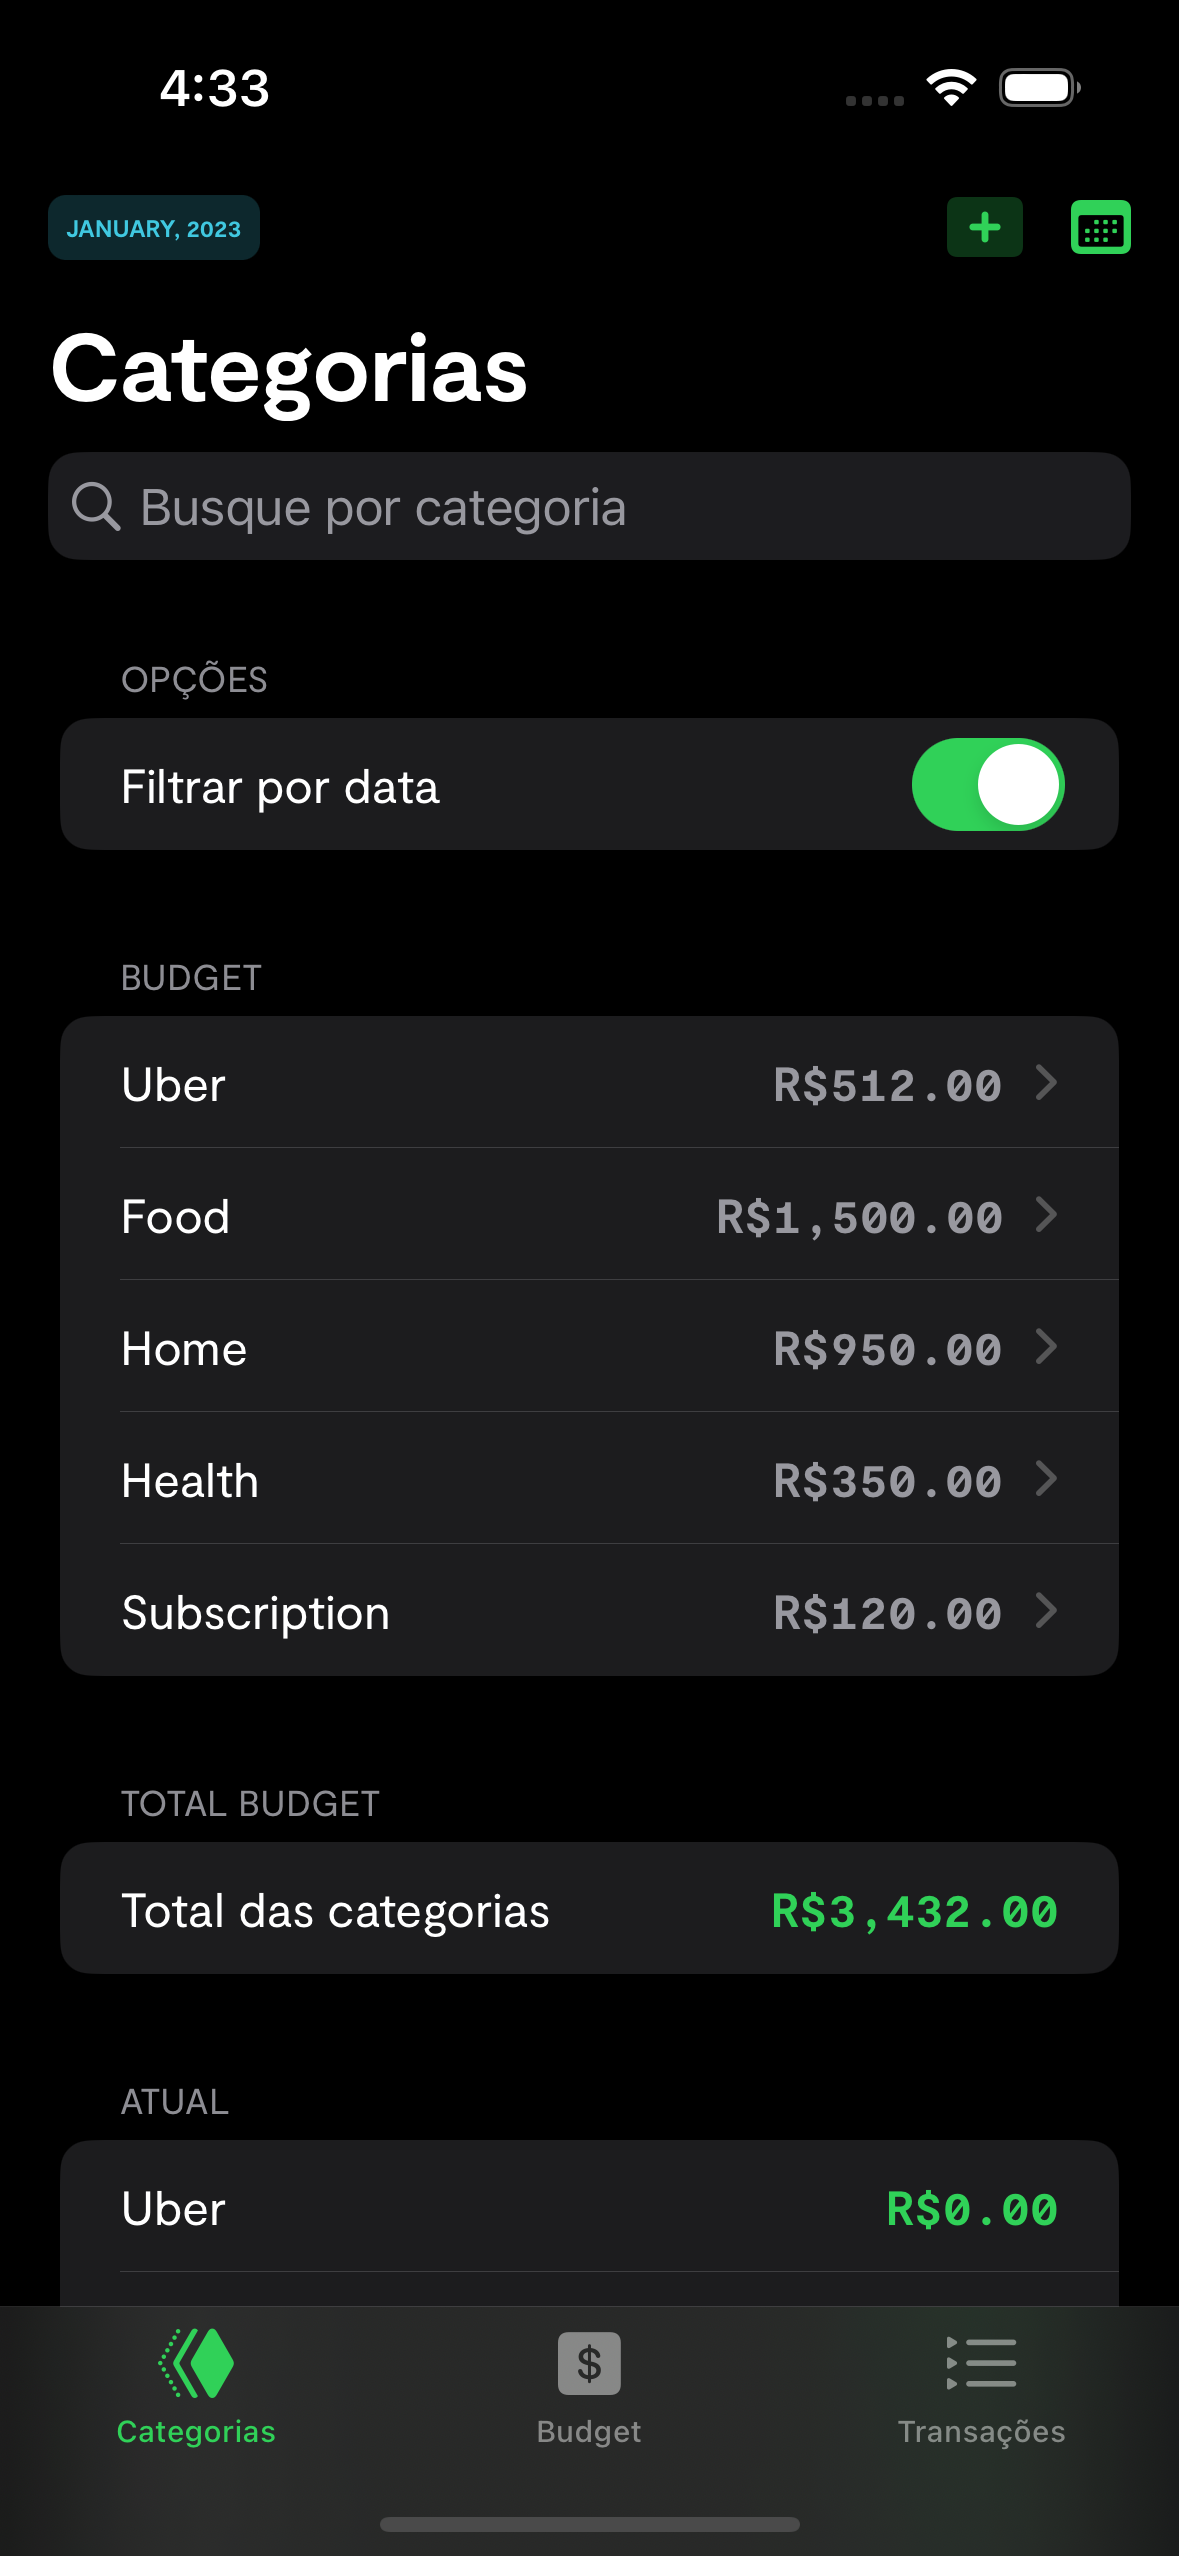 4:33
JANUARY, 2023
Categorias
Busque por categoria
OPÇÕES
Filtrar por data
BUDGET
Uber R$512.00
Food R$1,500.00
Home R$950.00
Health R$350.00
Subscription R$120.00
TOTAL BUDGET
Total das categorias R$3,432.00
ATUAL
Uber R$0.00
Categorias Budget Transações